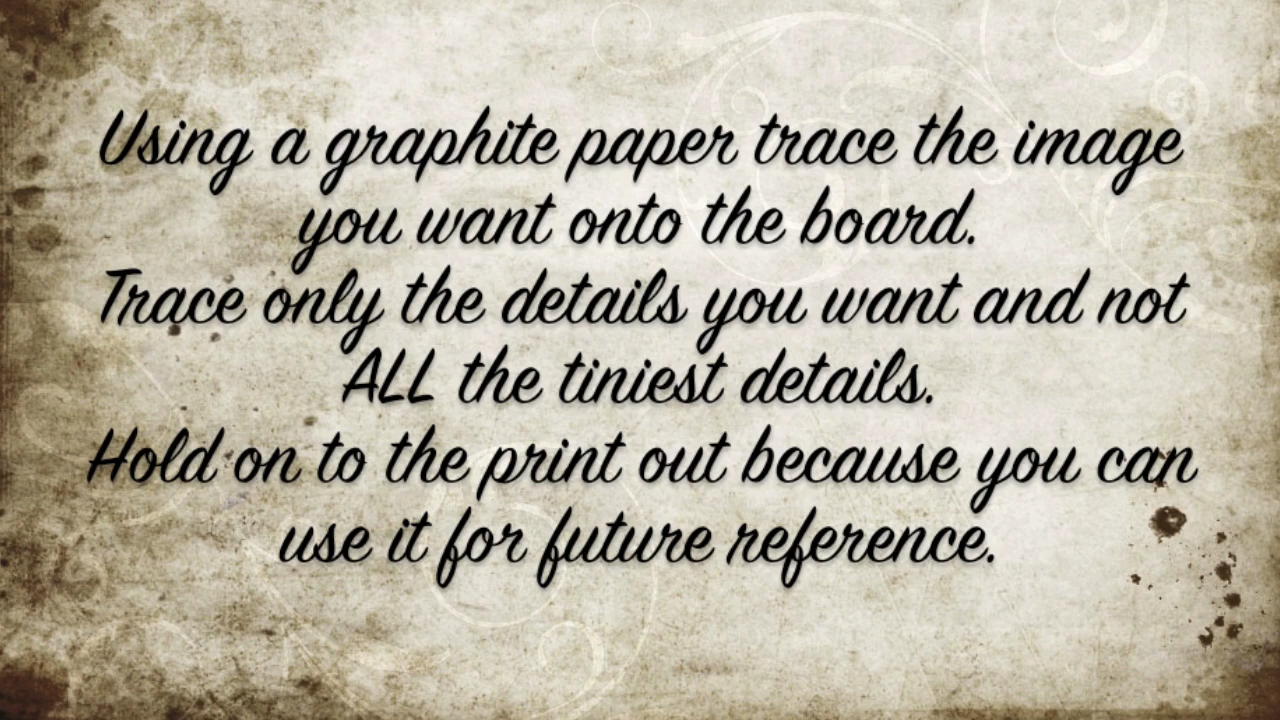 Using a graphite paper trace the image
you want onto the board.
Trace only the details you want and not
ALL the tiniest details.
Hold on to the print out because you can
use it for future reference.